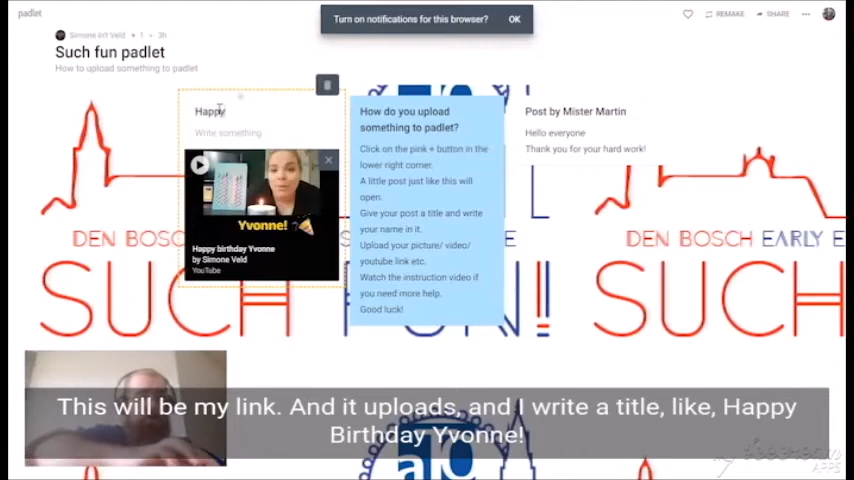 padlet
Turn on notifications for this browser? OK
REMAKE
SHARE
Simone in't Veld • 1 • 3h
Such fun padlet
How to upload something to padlet
Happy
Write something
Yvonne!
Happy birthday Yvonne
by Simone Veld
YouTube
How do you upload
something to padlet?
Click on the pink + button in the
lower right corner.
A little post just like this will
open.
Give your post a title and write
your name in it.
Upload your picture/ video/
youtube link etc.
Watch the instruction video if
you need more help.
Good luck!
Post by Mister Martin
Hello everyone
Thank you for your hard work!
DEN BOSCH
DEN BOSCH EARLY E
SUCH FUN!!
SUCH
This will be my link. And it uploads, and I write a title, like, Happy
Birthday Yvonne!
a10
APPS